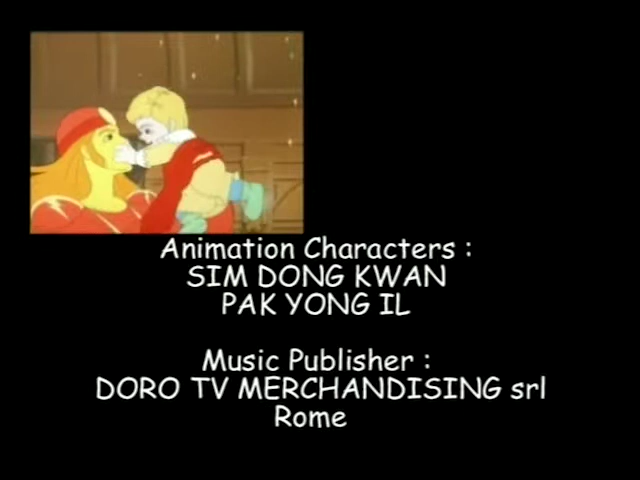 Animation Characters :
SIM DONG KWAN
PAK YONG IL
Music Publisher :
DORO TV MERCHANDISING srl
Rome